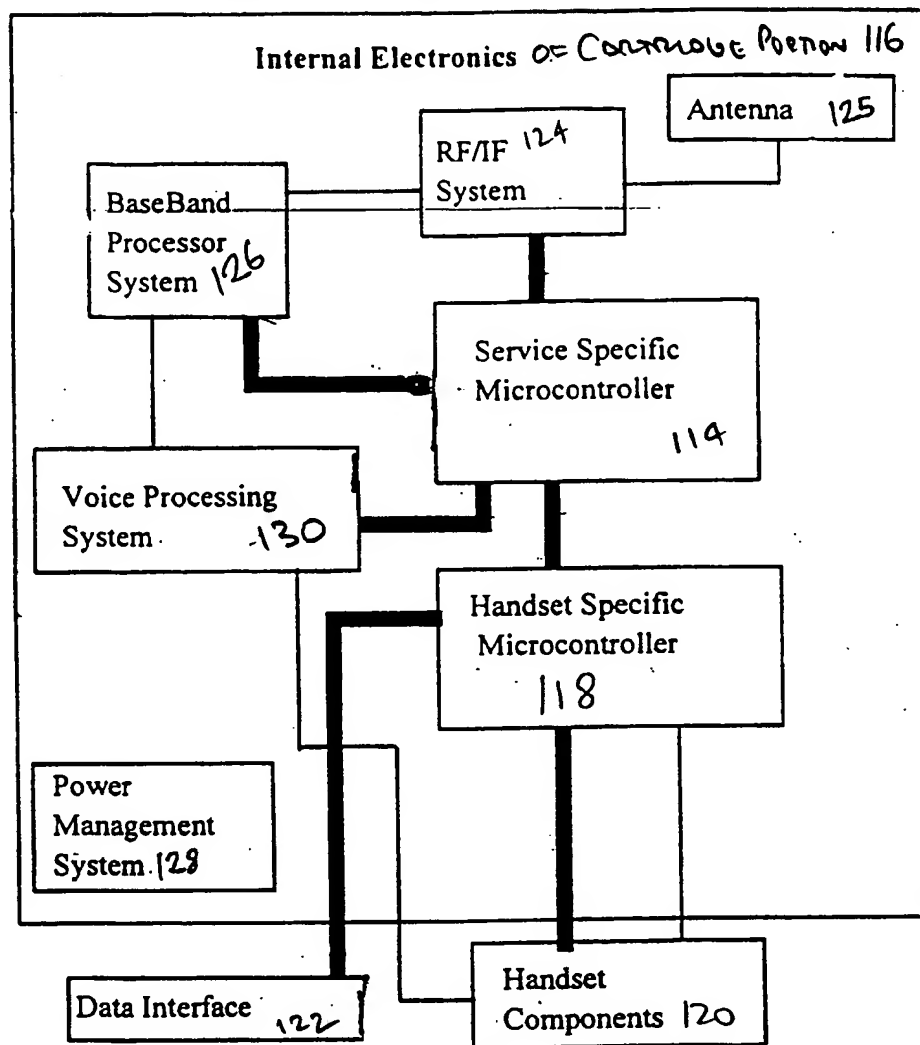 Internal Electronics OF CARTRIDGE PORTION 116
Antenna 125
RF/IF 124
System
BaseBand
Processor
System 126
Service Specific
Microcontroller
114
Voice Processing
System 130
Handset Specific
Microcontroller
118
Power
Management
System 128
Data Interface 122
Handset
Components 120